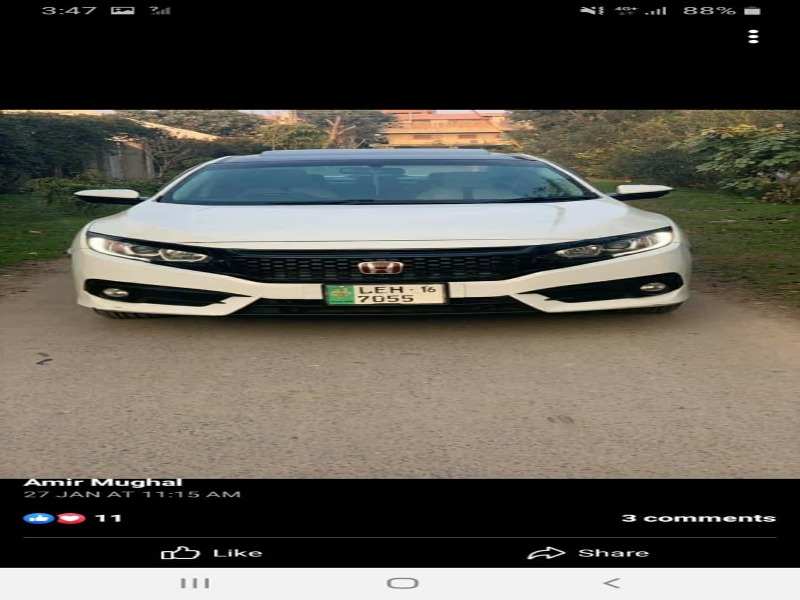 3:47
4G+ 88%
LEH - 16
7055
Amir Mughal
27 JAN AT 11:15 AM
11
3 comments
Like
Share